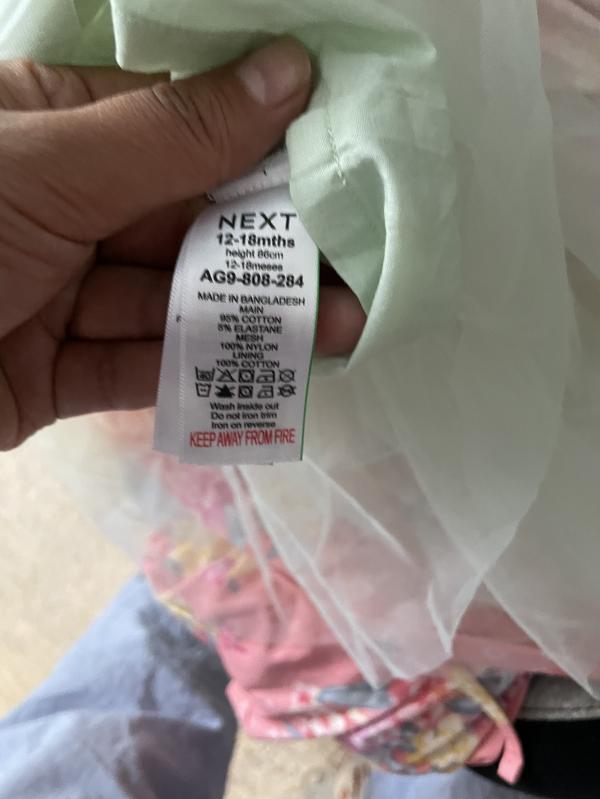 NEXT
12-18mths
height 86cm
12-18meses
AG9-808-284
MADE IN BANGLADESH
MAIN
95% COTTON
5% ELASTANE
MESH
100% NYLON
LINING
100% COTTON
Wash inside out
Do not iron trim
Iron on reverse
KEEP AWAY FROM FIRE